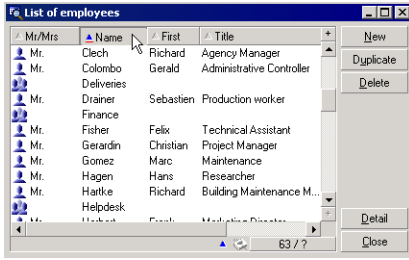 List of employees
Mr/Mrs Name First Title New
Mr. Clech Richard Agency Manager
Mr. Colombo Gerald Administrative Controller Duplicate
Deliveries Delete
Mr. Drainer Sebastien Production worker
Finance
Mr. Fisher Felix Technical Assistant
Mr. Gerardin Christian Project Manager
Mr. Gomez Marc Maintenance
Mr. Hagen Hans Researcher
Mr. Hartke Richard Building Maintenance M...
Helpdesk
Detail
63 / ? Close